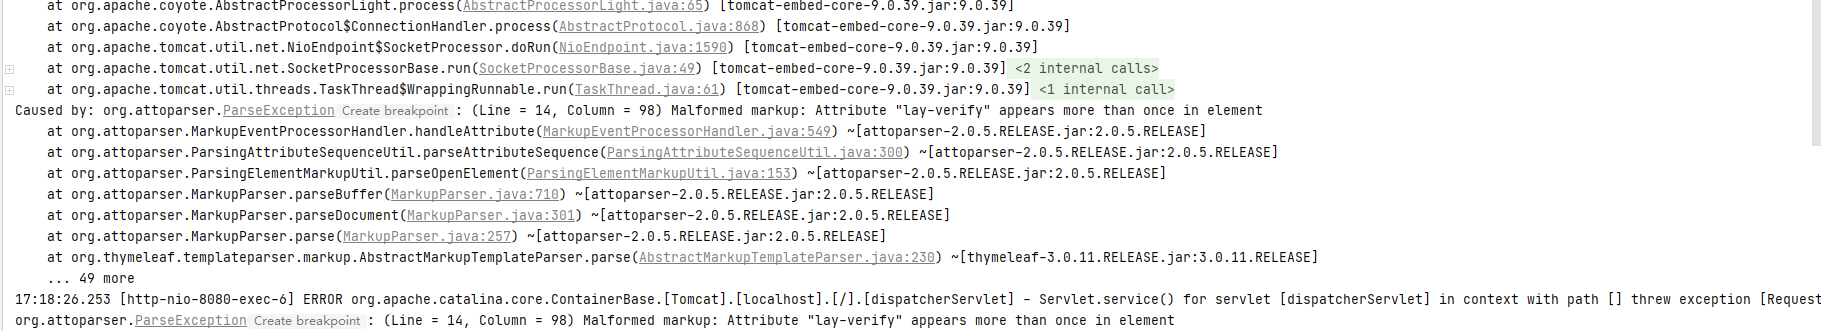 at org.apache.coyote.AbstractProcessorLight.process(AbstractProcessorLight.java:65) [tomcat-embed-core-9.0.39.jar:9.0.39]
at org.apache.coyote.AbstractProtocol$ConnectionHandler.process(AbstractProtocol.java:868) [tomcat-embed-core-9.0.39.jar:9.0.39]
at org.apache.tomcat.util.net.NioEndpoint$SocketProcessor.doRun(NioEndpoint.java:1590) [tomcat-embed-core-9.0.39.jar:9.0.39]
at org.apache.tomcat.util.net.SocketProcessorBase.run(SocketProcessorBase.java:49) [tomcat-embed-core-9.0.39.jar:9.0.39] <2 internal calls>
at org.apache.tomcat.util.threads.TaskThread$WrappingRunnable.run(TaskThread.java:61) [tomcat-embed-core-9.0.39.jar:9.0.39] <1 internal call>
Caused by: org.attoparser.ParseException Create breakpoint : (Line = 14, Column = 98) Malformed markup: Attribute "lay-verify" appears more than once in element
at org.attoparser.MarkupEventProcessorHandler.handleAttribute(MarkupEventProcessorHandler.java:549) ~[attoparser-2.0.5.RELEASE.jar:2.0.5.RELEASE]
at org.attoparser.ParsingAttributeSequenceUtil.parseAttributeSequence(ParsingAttributeSequenceUtil.java:300) ~[attoparser-2.0.5.RELEASE.jar:2.0.5.RELEASE]
at org.attoparser.ParsingElementMarkupUtil.parseOpenElement(ParsingElementMarkupUtil.java:153) ~[attoparser-2.0.5.RELEASE.jar:2.0.5.RELEASE]
at org.attoparser.MarkupParser.parseBuffer(MarkupParser.java:710) ~[attoparser-2.0.5.RELEASE.jar:2.0.5.RELEASE]
at org.attoparser.MarkupParser.parseDocument(MarkupParser.java:301) ~[attoparser-2.0.5.RELEASE.jar:2.0.5.RELEASE]
at org.attoparser.MarkupParser.parse(MarkupParser.java:257) ~[attoparser-2.0.5.RELEASE.jar:2.0.5.RELEASE]
at org.thymeleaf.templateparser.markup.AbstractMarkupTemplateParser.parse(AbstractMarkupTemplateParser.java:230) ~[thymeleaf-3.0.11.RELEASE.jar:3.0.11.RELEASE]
... 49 more
17:18:26.253 [http-nio-8080-exec-6] ERROR org.apache.catalina.core.ContainerBase.[Tomcat].[localhost].[/].[dispatcherServlet] - Servlet.service() for servlet [dispatcherServlet] in context with path [] threw exception [Request
org.attoparser.ParseException Create breakpoint : (Line = 14, Column = 98) Malformed markup: Attribute "lay-verify" appears more than once in element